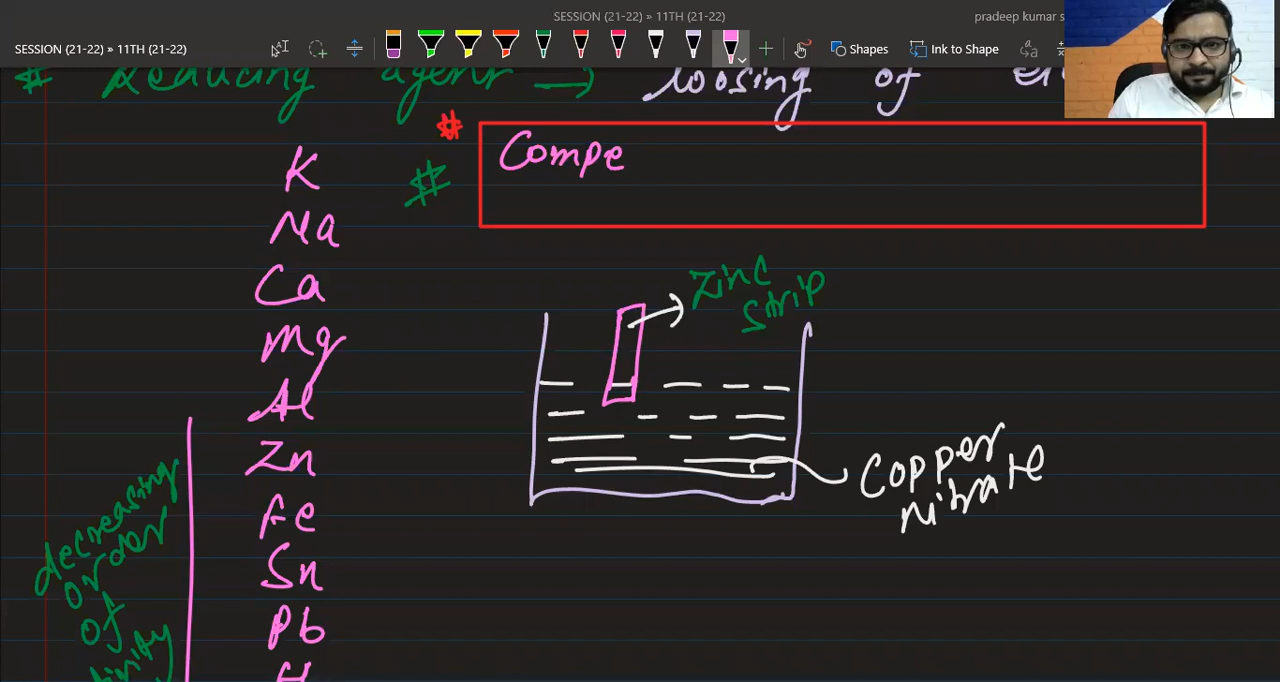 SESSION (21-22) » 11TH (21-22)
pradeep kumar s
SESSION (21-22) » 11TH (21-22)
Shapes
Ink to Shape
# Reducing agent → loosing of
# Compe
#
K
Na
Ca
Mg
Al
Zn
Fe
Sn
Pb
H
Zinc
strip
Copper
nitrate
decreasing
order
of